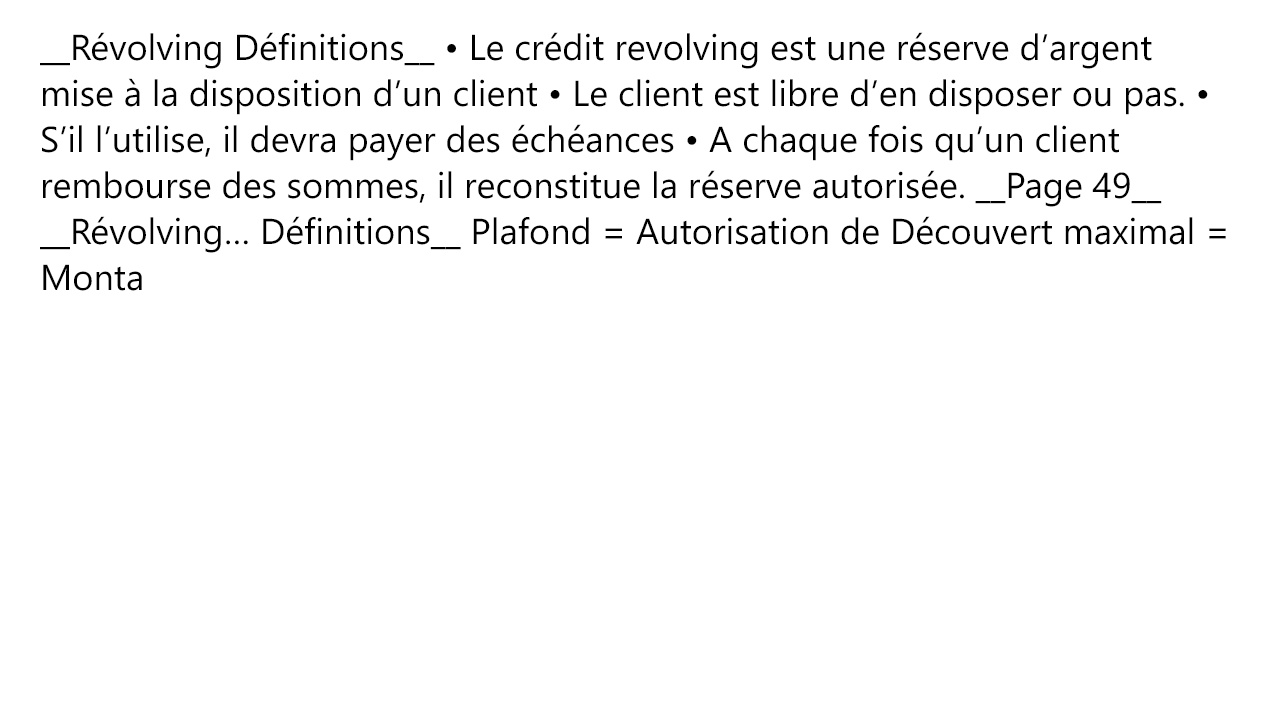 __Révolving Définitions__ • Le crédit revolving est une réserve d’argent
mise à la disposition d’un client • Le client est libre d’en disposer ou pas. •
S’il l’utilise, il devra payer des échéances • A chaque fois qu’un client
rembourse des sommes, il reconstitue la réserve autorisée. __Page 49__
__Révolving… Définitions__ Plafond = Autorisation de Découvert maximal =
Monta